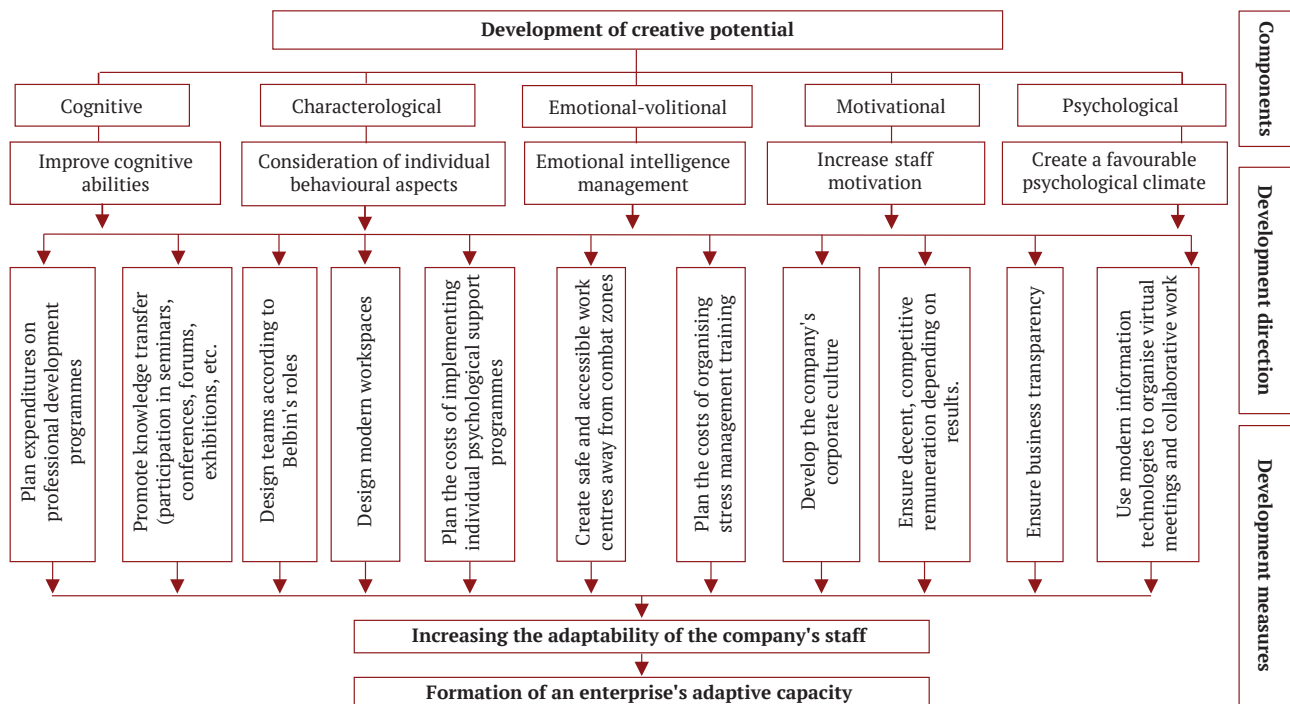 Development of creative potential
Cognitive
Characterological
Emotional-volitional
Motivational
Psychological
Components
Improve cognitive
abilities
Consideration of individual
behavioural aspects
Emotional intelligence
management
Increase staff
motivation
Create a favourable
psychological climate
Development direction
Plan expenditures on
professional development
programmes
Promote knowledge transfer
(participation in seminars,
conferences, forums,
exhibitions, etc.
Design teams according to
Belbin's roles
Design modern workspaces
Plan the costs of implementing
individual psychological support
programmes
Create safe and accessible work
centres away from combat zones
Plan the costs of organising
stress management training
Develop the company's
corporate culture
Ensure decent, competitive
remuneration depending on
results.
Ensure business transparency
Use modern information
technologies to organise virtual
meetings and collaborative work
Development measures
Increasing the adaptability of the company's staff
Formation of an enterprise's adaptive capacity